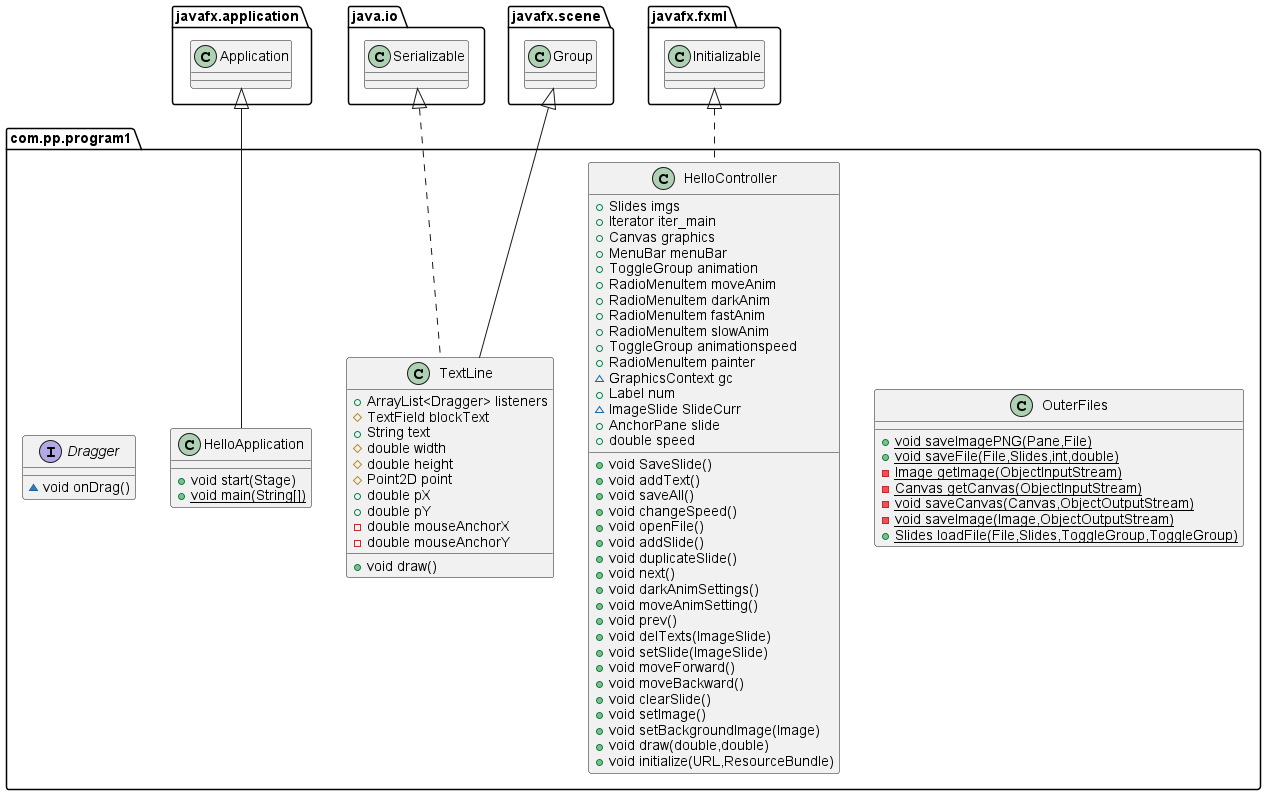 javafx.application
java.io
javafx.scene
javafx.fxml
C Application
C Serializable
C Group
C Initializable
com.pp.program1
I Dragger
void onDrag()
C HelloApplication
void start(Stage)
void main(String[])
C TextLine
ArrayList<Dragger> listeners
TextField blockText
String text
double width
double height
Point2D point
double pX
double pY
double mouseAnchorX
double mouseAnchorY
void draw()
C HelloController
Slides imgs
Iterator iter_main
Canvas graphics
MenuBar menuBar
ToggleGroup animation
RadioMenuItem moveAnim
RadioMenuItem darkAnim
RadioMenuItem fastAnim
RadioMenuItem slowAnim
ToggleGroup animationspeed
RadioMenuItem painter
GraphicsContext gc
Label num
ImageSlide SlideCurr
AnchorPane slide
double speed
void SaveSlide()
void addText()
void saveAll()
void changeSpeed()
void openFile()
void addSlide()
void duplicateSlide()
void next()
void darkAnimSettings()
void moveAnimSetting()
void prev()
void delTexts(ImageSlide)
void setSlide(ImageSlide)
void moveForward()
void moveBackward()
void clearSlide()
void setImage()
void setBackgroundImage(Image)
void draw(double,double)
void initialize(URL,ResourceBundle)
C OuterFiles
void saveImagePNG(Pane,File)
void saveFile(File,Slides,int,double)
Image getImage(ObjectInputStream)
Canvas getCanvas(ObjectInputStream)
void saveCanvas(Canvas,ObjectOutputStream)
void saveImage(Image,ObjectOutputStream)
Slides loadFile(File,Slides,ToggleGroup,ToggleGroup)